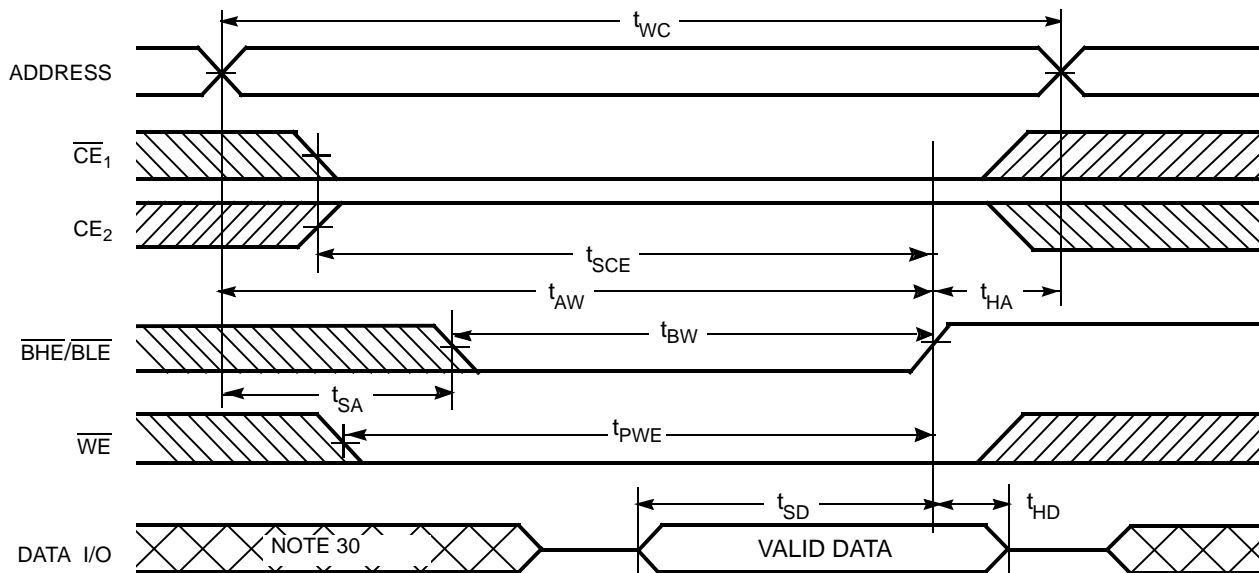 tWC
ADDRESS
CE1
CE2
tSCE
tAW
tHA
BHE/BLE
tBW
tSA
WE
tPWE
tSD
tHD
DATA I/O
NOTE 30
VALID DATA